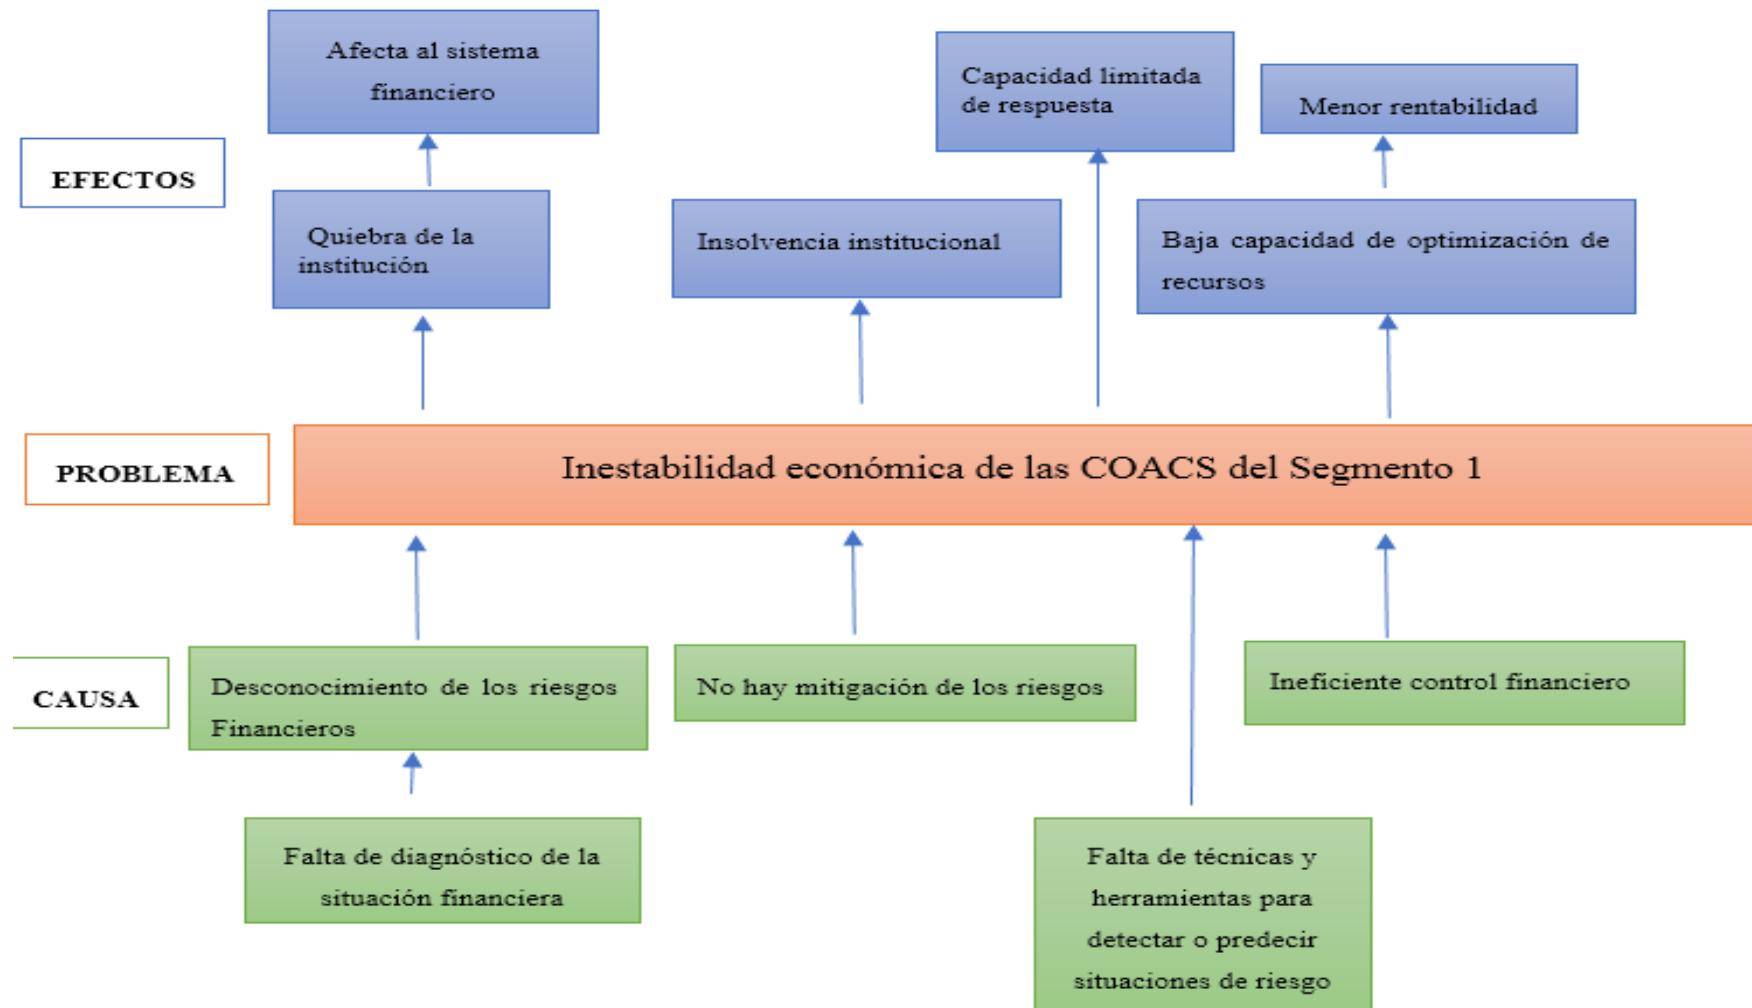 Afecta al sistema
financiero
Capacidad limitada
de respuesta
Menor rentabilidad
EFECTOS
Quiebra de la
institución
Insolvencia institucional
Baja capacidad de optimización de
recursos
PROBLEMA
Inestabilidad económica de las COACS del Segmento 1
CAUSA
Desconocimiento de los riesgos
Financieros
No hay mitigación de los riesgos
Ineficiente control financiero
Falta de diagnóstico de la
situación financiera
Falta de técnicas y
herramientas para
detectar o predecir
situaciones de riesgo